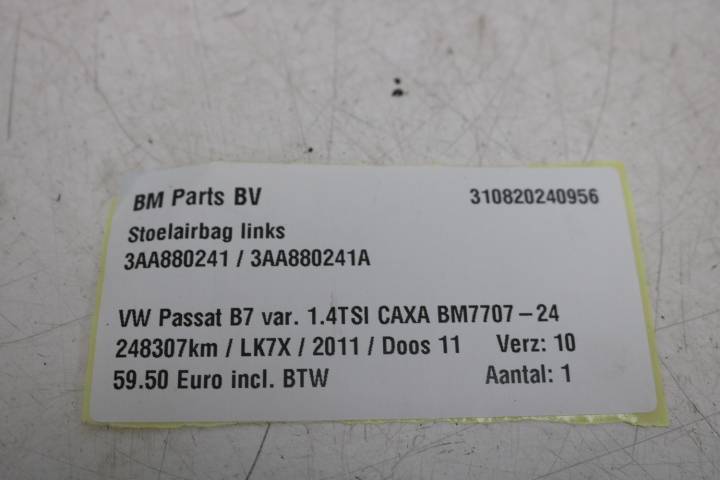 BM Parts BV 310820240956
Stoelairbag links
3AA880241 / 3AA880241A
VW Passat B7 var. 1.4TSI CAXA BM7707-24
248307km / LK7X / 2011 / Doos 11 Verz: 10
59.50 Euro incl. BTW Aantal: 1